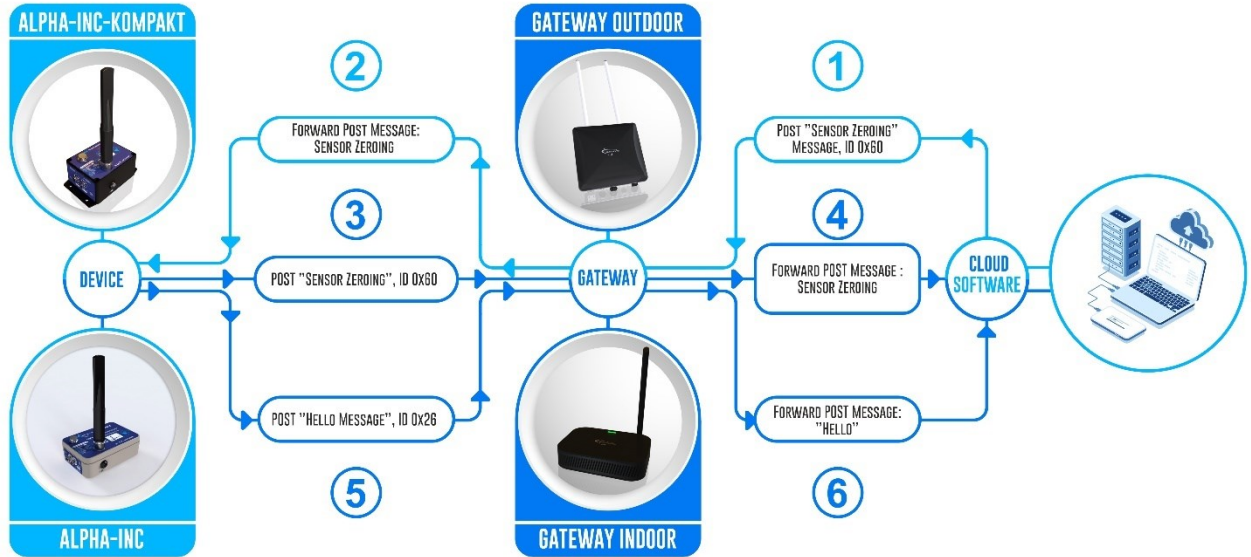 ALPHA-INC-KOMPAKT
GATEWAY OUTDOOR
2
1
FORWARD POST MESSAGE:
SENSOR ZEROING
POST "SENSOR ZEROING"
MESSAGE, ID 0X60
3
4
DEVICE
POST "SENSOR ZEROING", ID 0X60
GATEWAY
FORWARD POST MESSAGE :
SENSOR ZEROING
CLOUD
SOFTWARE
POST "HELLO MESSAGE", ID 0X26
FORWARD POST MESSAGE:
"HELLO"
5
6
ALPHA-INC
GATEWAY INDOOR